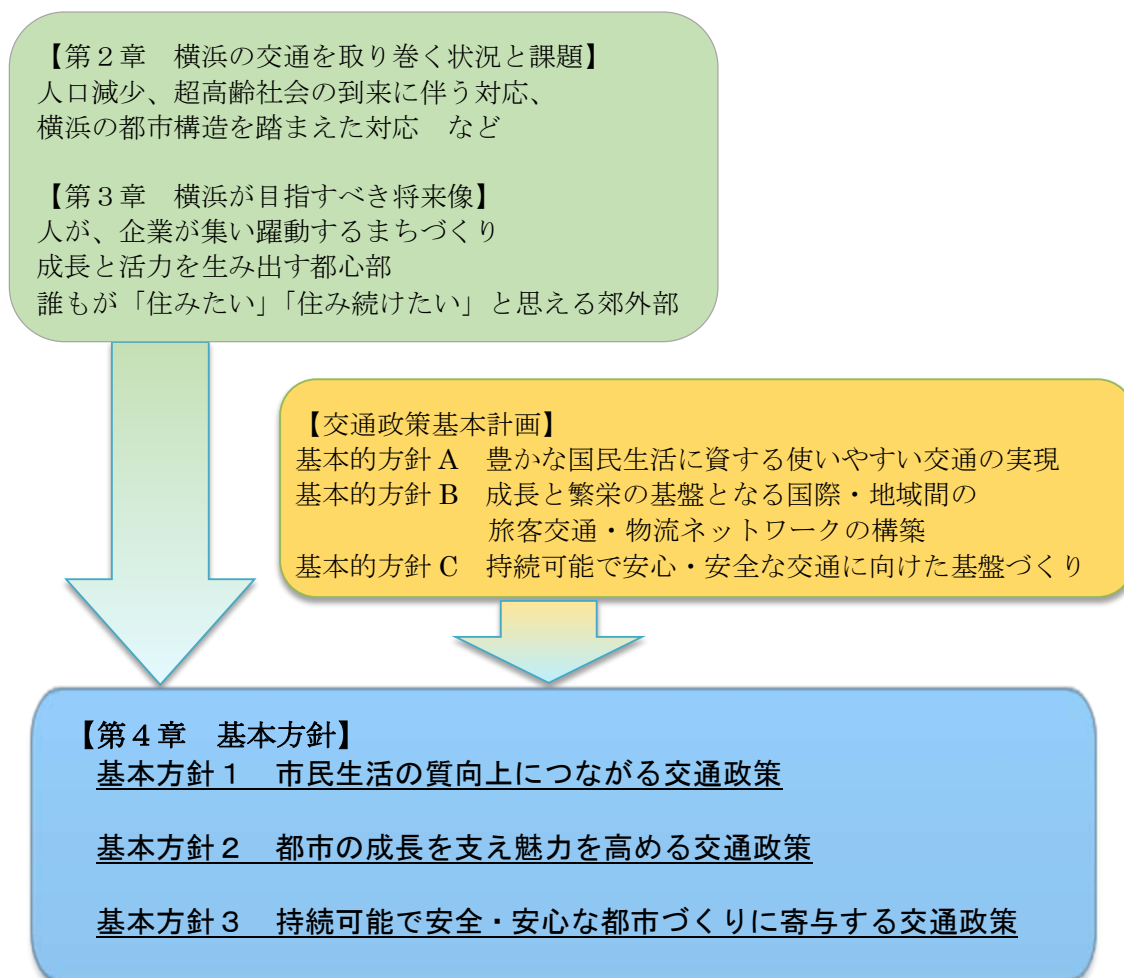 【第２章　横浜の交通を取り巻く状況と課題】
人口減少、超高齢社会の到来に伴う対応、
横浜の都市構造を踏まえた対応　など
【第３章　横浜が目指すべき将来像】
人が、企業が集い躍動するまちづくり
成長と活力を生み出す都心部
誰もが「住みたい」「住み続けたい」と思える郊外部
【交通政策基本計画】
基本的方針 A　豊かな国民生活に資する使いやすい交通の実現
基本的方針 B　成長と繁栄の基盤となる国際・地域間の
旅客交通・物流ネットワークの構築
基本的方針 C　持続可能で安心・安全な交通に向けた基盤づくり
【第４章　基本方針】
基本方針１　市民生活の質向上につながる交通政策
基本方針２　都市の成長を支え魅力を高める交通政策
基本方針３　持続可能で安全・安心な都市づくりに寄与する交通政策